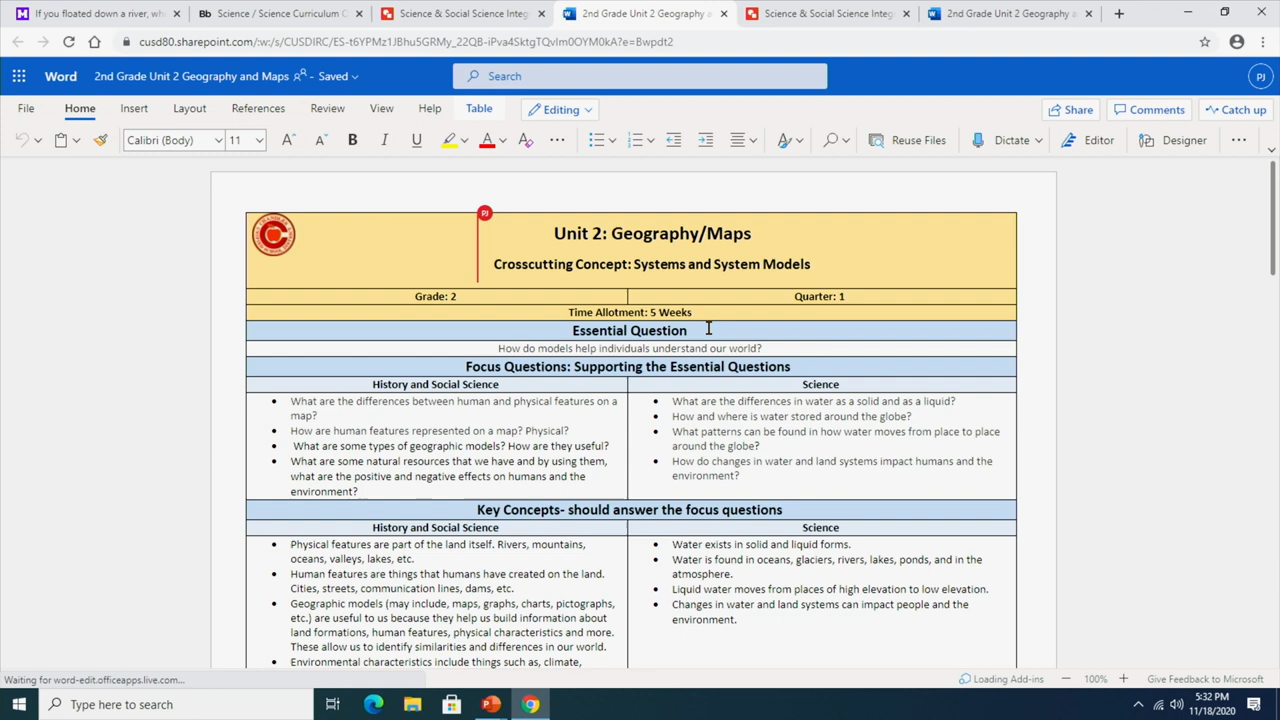 If you floated down a river, wh
Science / Science Curriculum C
Science & Social Science Integ
2nd Grade Unit 2 Geography a
Science & Social Science Integ
2nd Grade Unit 2 Geography a
cusd80.sharepoint.com/:w:/s/CUSDIRC/ES-t6YPMz1JBhu5GRMy_22QB-iPva4SktgTQvIm0OYM0kA?e=Bwpdt2
Word 2nd Grade Unit 2 Geography and Maps - Saved
Search
PJ
File Home Insert Layout References Review View Help Table Editing Share Comments Catch up
Calibri (Body) 11 B I U A Reuse Files Dictate Editor Designer
PJ
Unit 2: Geography/Maps
Crosscutting Concept: Systems and System Models
Grade: 2
Quarter: 1
Time Allotment: 5 Weeks
Essential Question
How do models help individuals understand our world?
Focus Questions: Supporting the Essential Questions
History and Social Science
What are the differences between human and physical features on a
map?
How are human features represented on a map? Physical?
What are some types of geographic models? How are they useful?
What are some natural resources that we have and by using them,
what are the positive and negative effects on humans and the
environment?
Science
What are the differences in water as a solid and as a liquid?
How and where is water stored around the globe?
What patterns can be found in how water moves from place to place
around the globe?
How do changes in water and land systems impact humans and the
environment?
Key Concepts- should answer the focus questions
History and Social Science
Physical features are part of the land itself. Rivers, mountains,
oceans, valleys, lakes, etc.
Human features are things that humans have created on the land.
Cities, streets, communication lines, dams, etc.
Geographic models (may include, maps, graphs, charts, pictographs,
etc.) are useful to us because they help us build information about
land formations, human features, physical characteristics and more.
These allow us to identify similarities and differences in our world.
Environmental characteristics include things such as, climate,
Science
Water exists in solid and liquid forms.
Water is found in oceans, glaciers, rivers, lakes, ponds, and in the
atmosphere.
Liquid water moves from places of high elevation to low elevation.
Changes in water and land systems can impact people and the
environment.
Waiting for word-edit.officeapps.live.com...
Loading Add-ins 100% Give Feedback to Microsoft
Type here to search
5:32 PM
11/18/2020